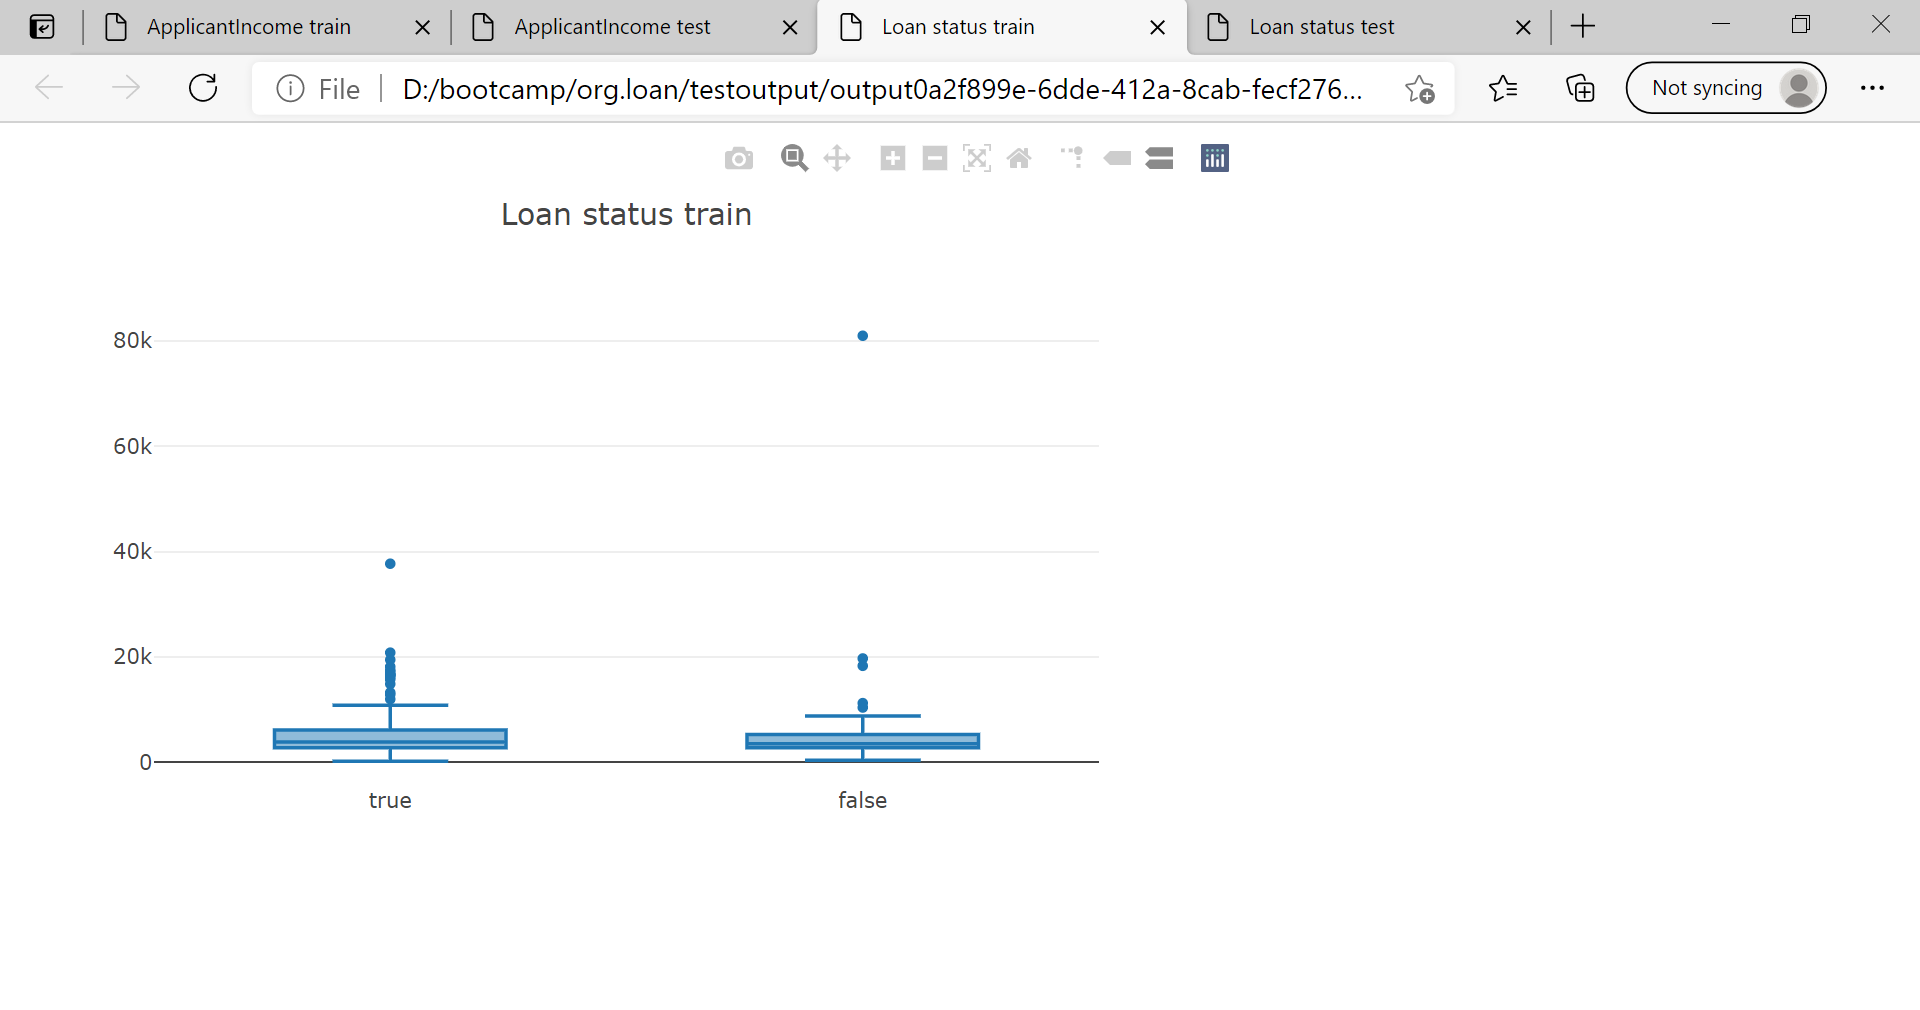 ApplicantIncome train
ApplicantIncome test
Loan status train
Loan status test
File
D:/bootcamp/org.loan/testoutput/output0a2f899e-6dde-412a-8cab-fecf276...
Not syncing
Loan status train
80k
60k
40k
20k
0
true
false